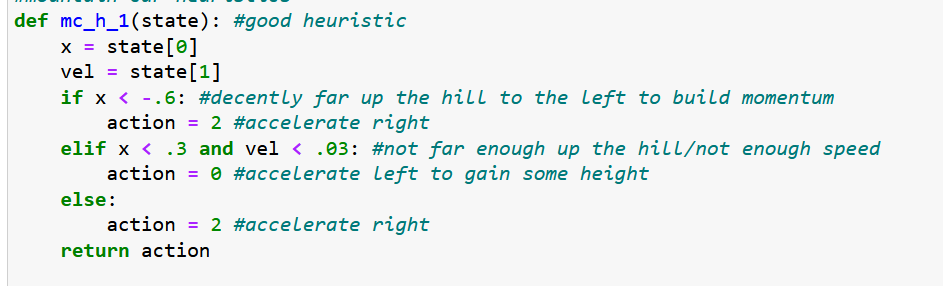 def mc_h_1(state): #good heuristic
    x = state[0]
    vel = state[1]
    if x < -.6: #decently far up the hill to the left to build momentum
        action = 2 #accelerate right
    elif x < .3 and vel < .03: #not far enough up the hill/not enough speed
        action = 0 #accelerate left to gain some height
    else:
        action = 2 #accelerate right
    return action